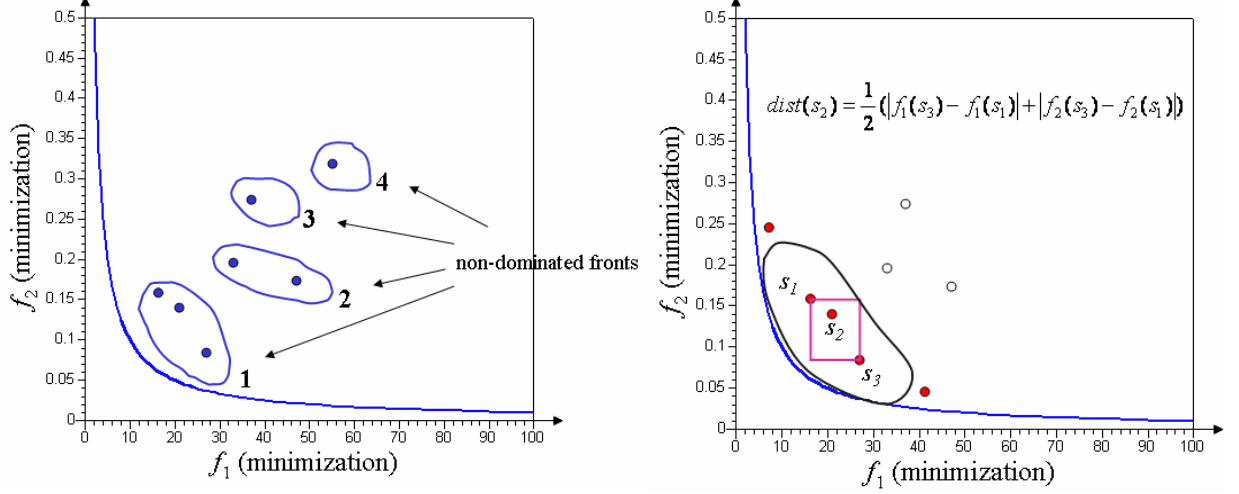 0.5
0.45
0.4
0.35
0.3
0.25
0.2
0.15
0.1
0.05
0
f2 (minimization)
4
3
non-dominated fronts
2
1
0 10 20 30 40 50 60 70 80 90 100
f1 (minimization)
0.5
0.45
0.4
0.35
0.3
0.25
0.2
0.15
0.1
0.05
0
f2 (minimization)
dist(s2) = 1/2 (|f1(s3) − f1(s1)| + |f2(s3) − f2(s1)|)
s1
s2
s3
0 10 20 30 40 50 60 70 80 90 100
f1 (minimization)